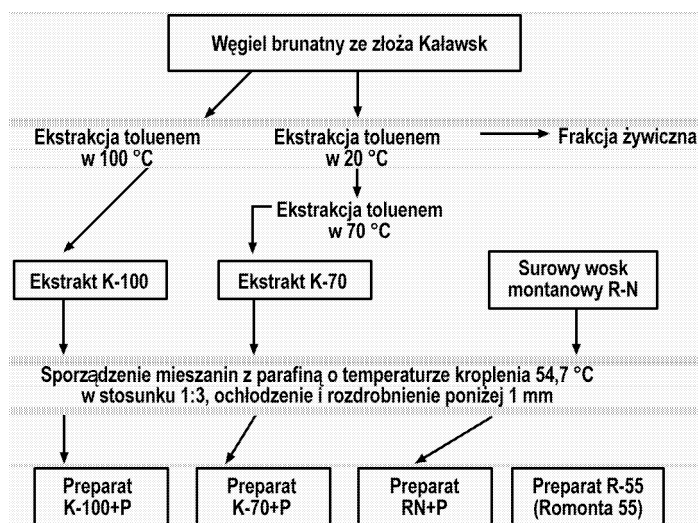 Węgiel brunatny ze złoża Kaławsk
Ekstrakcja toluenem
w 100 °C
Ekstrakcja toluenem
w 20 °C
Frakcja żywiczna
Ekstrakcja toluenem
w 70 °C
Ekstrakt K-100
Ekstrakt K-70
Surowy wosk
montanowy R-N
Sporządzenie mieszanin z parafiną o temperaturze kroplenia 54,7 °C
w stosunku 1:3, ochłodzenie i rozdrobnienie poniżej 1 mm
Preparat
K-100+P
Preparat
K-70+P
Preparat
RN+P
Preparat R-55
(Romonta 55)